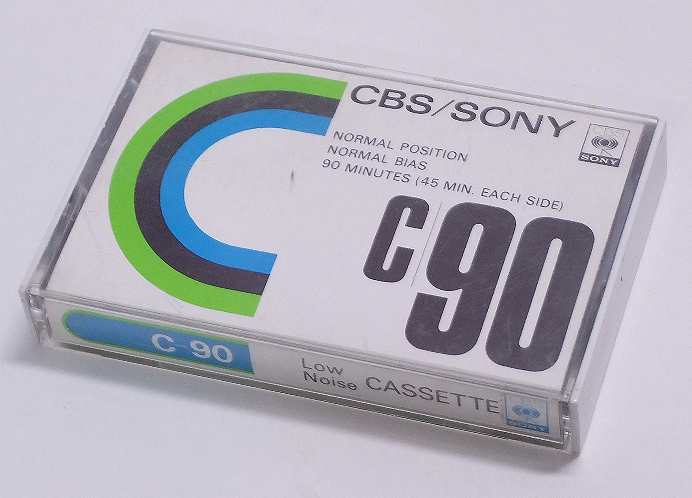 CBS/SONY
CBS
SONY
NORMAL POSITION
NORMAL BIAS
90 MINUTES (45 MIN. EACH SIDE)
C/90
C-90
Low
Noise CASSETTE
SONY